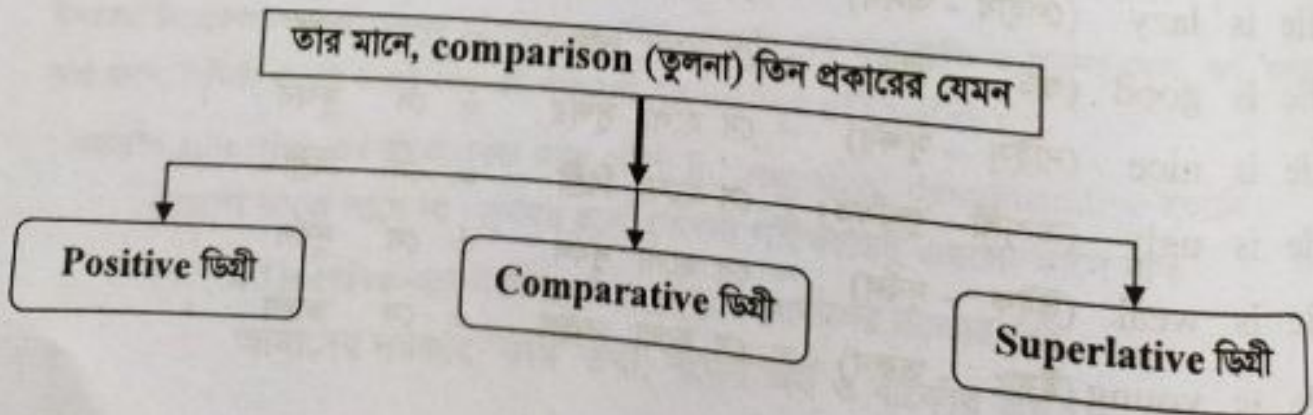 তার মানে, comparison (তুলনা) তিন প্রকারের যেমন
Positive ডিগ্রী
Comparative ডিগ্রী
Superlative ডিগ্রী